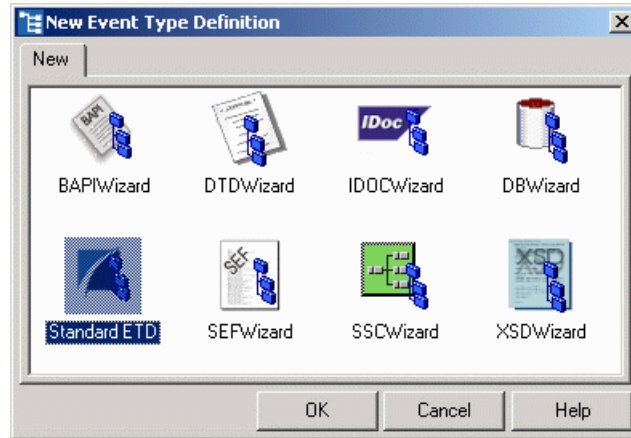 New Event Type Definition
New
BAPI
IDoc
BAPIWizard
DTDWizard
IDOCWizard
DBWizard
SEF
XSD
Standard ETD
SEFWizard
SSCWizard
XSDWizard
OK
Cancel
Help